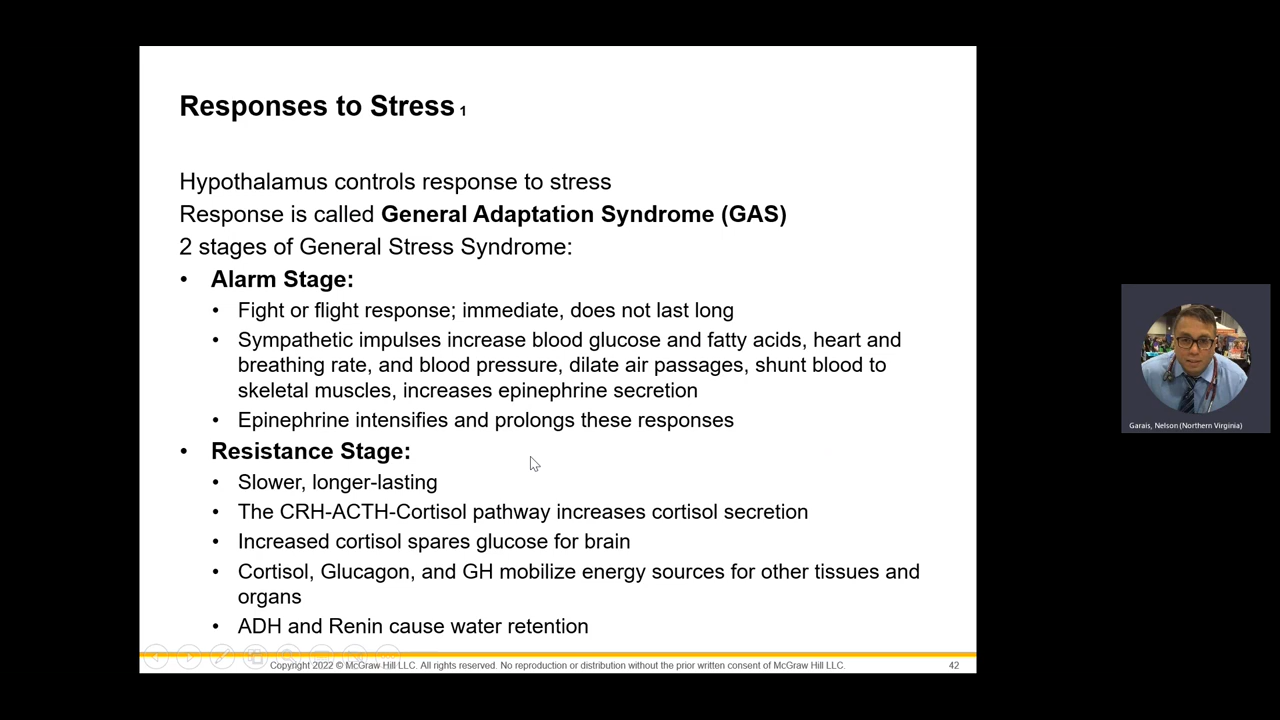 Responses to Stress 1
Hypothalamus controls response to stress
Response is called General Adaptation Syndrome (GAS)
2 stages of General Stress Syndrome:
• Alarm Stage:
• Fight or flight response; immediate, does not last long
• Sympathetic impulses increase blood glucose and fatty acids, heart and
breathing rate, and blood pressure, dilate air passages, shunt blood to
skeletal muscles, increases epinephrine secretion
• Epinephrine intensifies and prolongs these responses
• Resistance Stage:
• Slower, longer-lasting
• The CRH-ACTH-Cortisol pathway increases cortisol secretion
• Increased cortisol spares glucose for brain
• Cortisol, Glucagon, and GH mobilize energy sources for other tissues and
organs
• ADH and Renin cause water retention
Copyright 2022 © McGraw Hill LLC. All rights reserved. No reproduction or distribution without the prior written consent of McGraw Hill LLC.
42
Garais, Nelson (Northern Virginia)